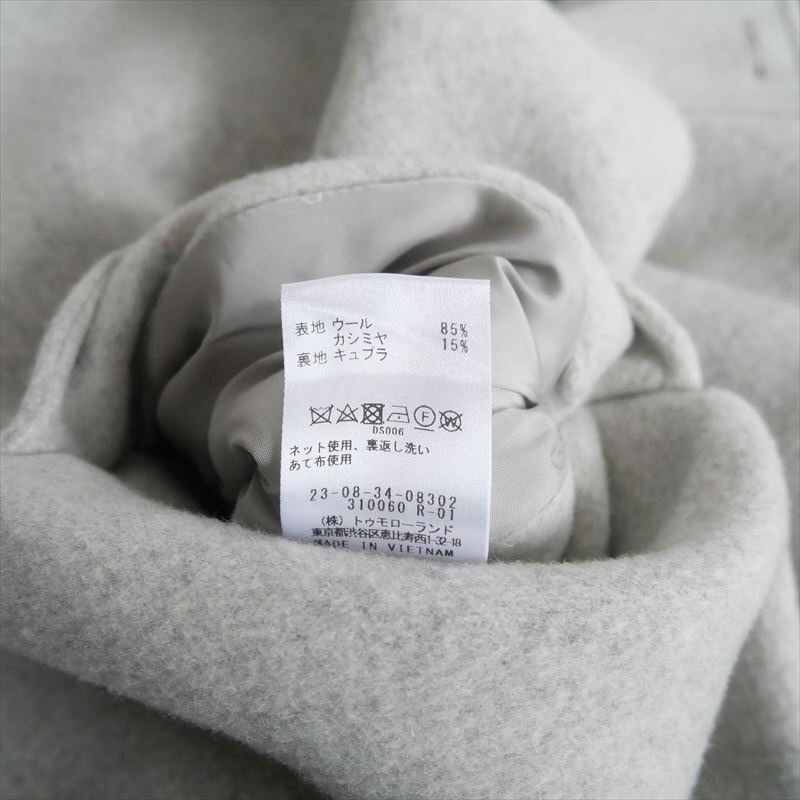 表地 ウール 85%
カシミヤ 15%
裏地 キュプラ
F W
DS006
ネット使用、裏返し洗い
あて布使用
23-08-34-08302
310060 R-01
(株) トゥモローランド
東京都渋谷区恵比寿西1-32-18
MADE IN VIETNAM